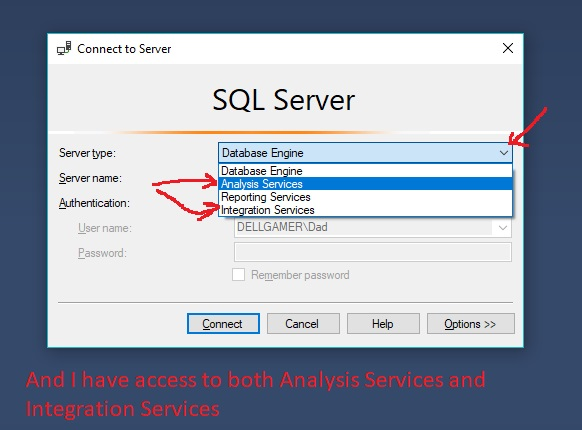 Connect to Server
SQL Server
Server type: Database Engine
Database Engine
Server name: Analysis Services
Reporting Services
Authentication: Integration Services
User name: DELLGAMER\Dad
Password:
Remember password
Connect Cancel Help Options >>
And I have access to both Analysis Services and
Integration Services